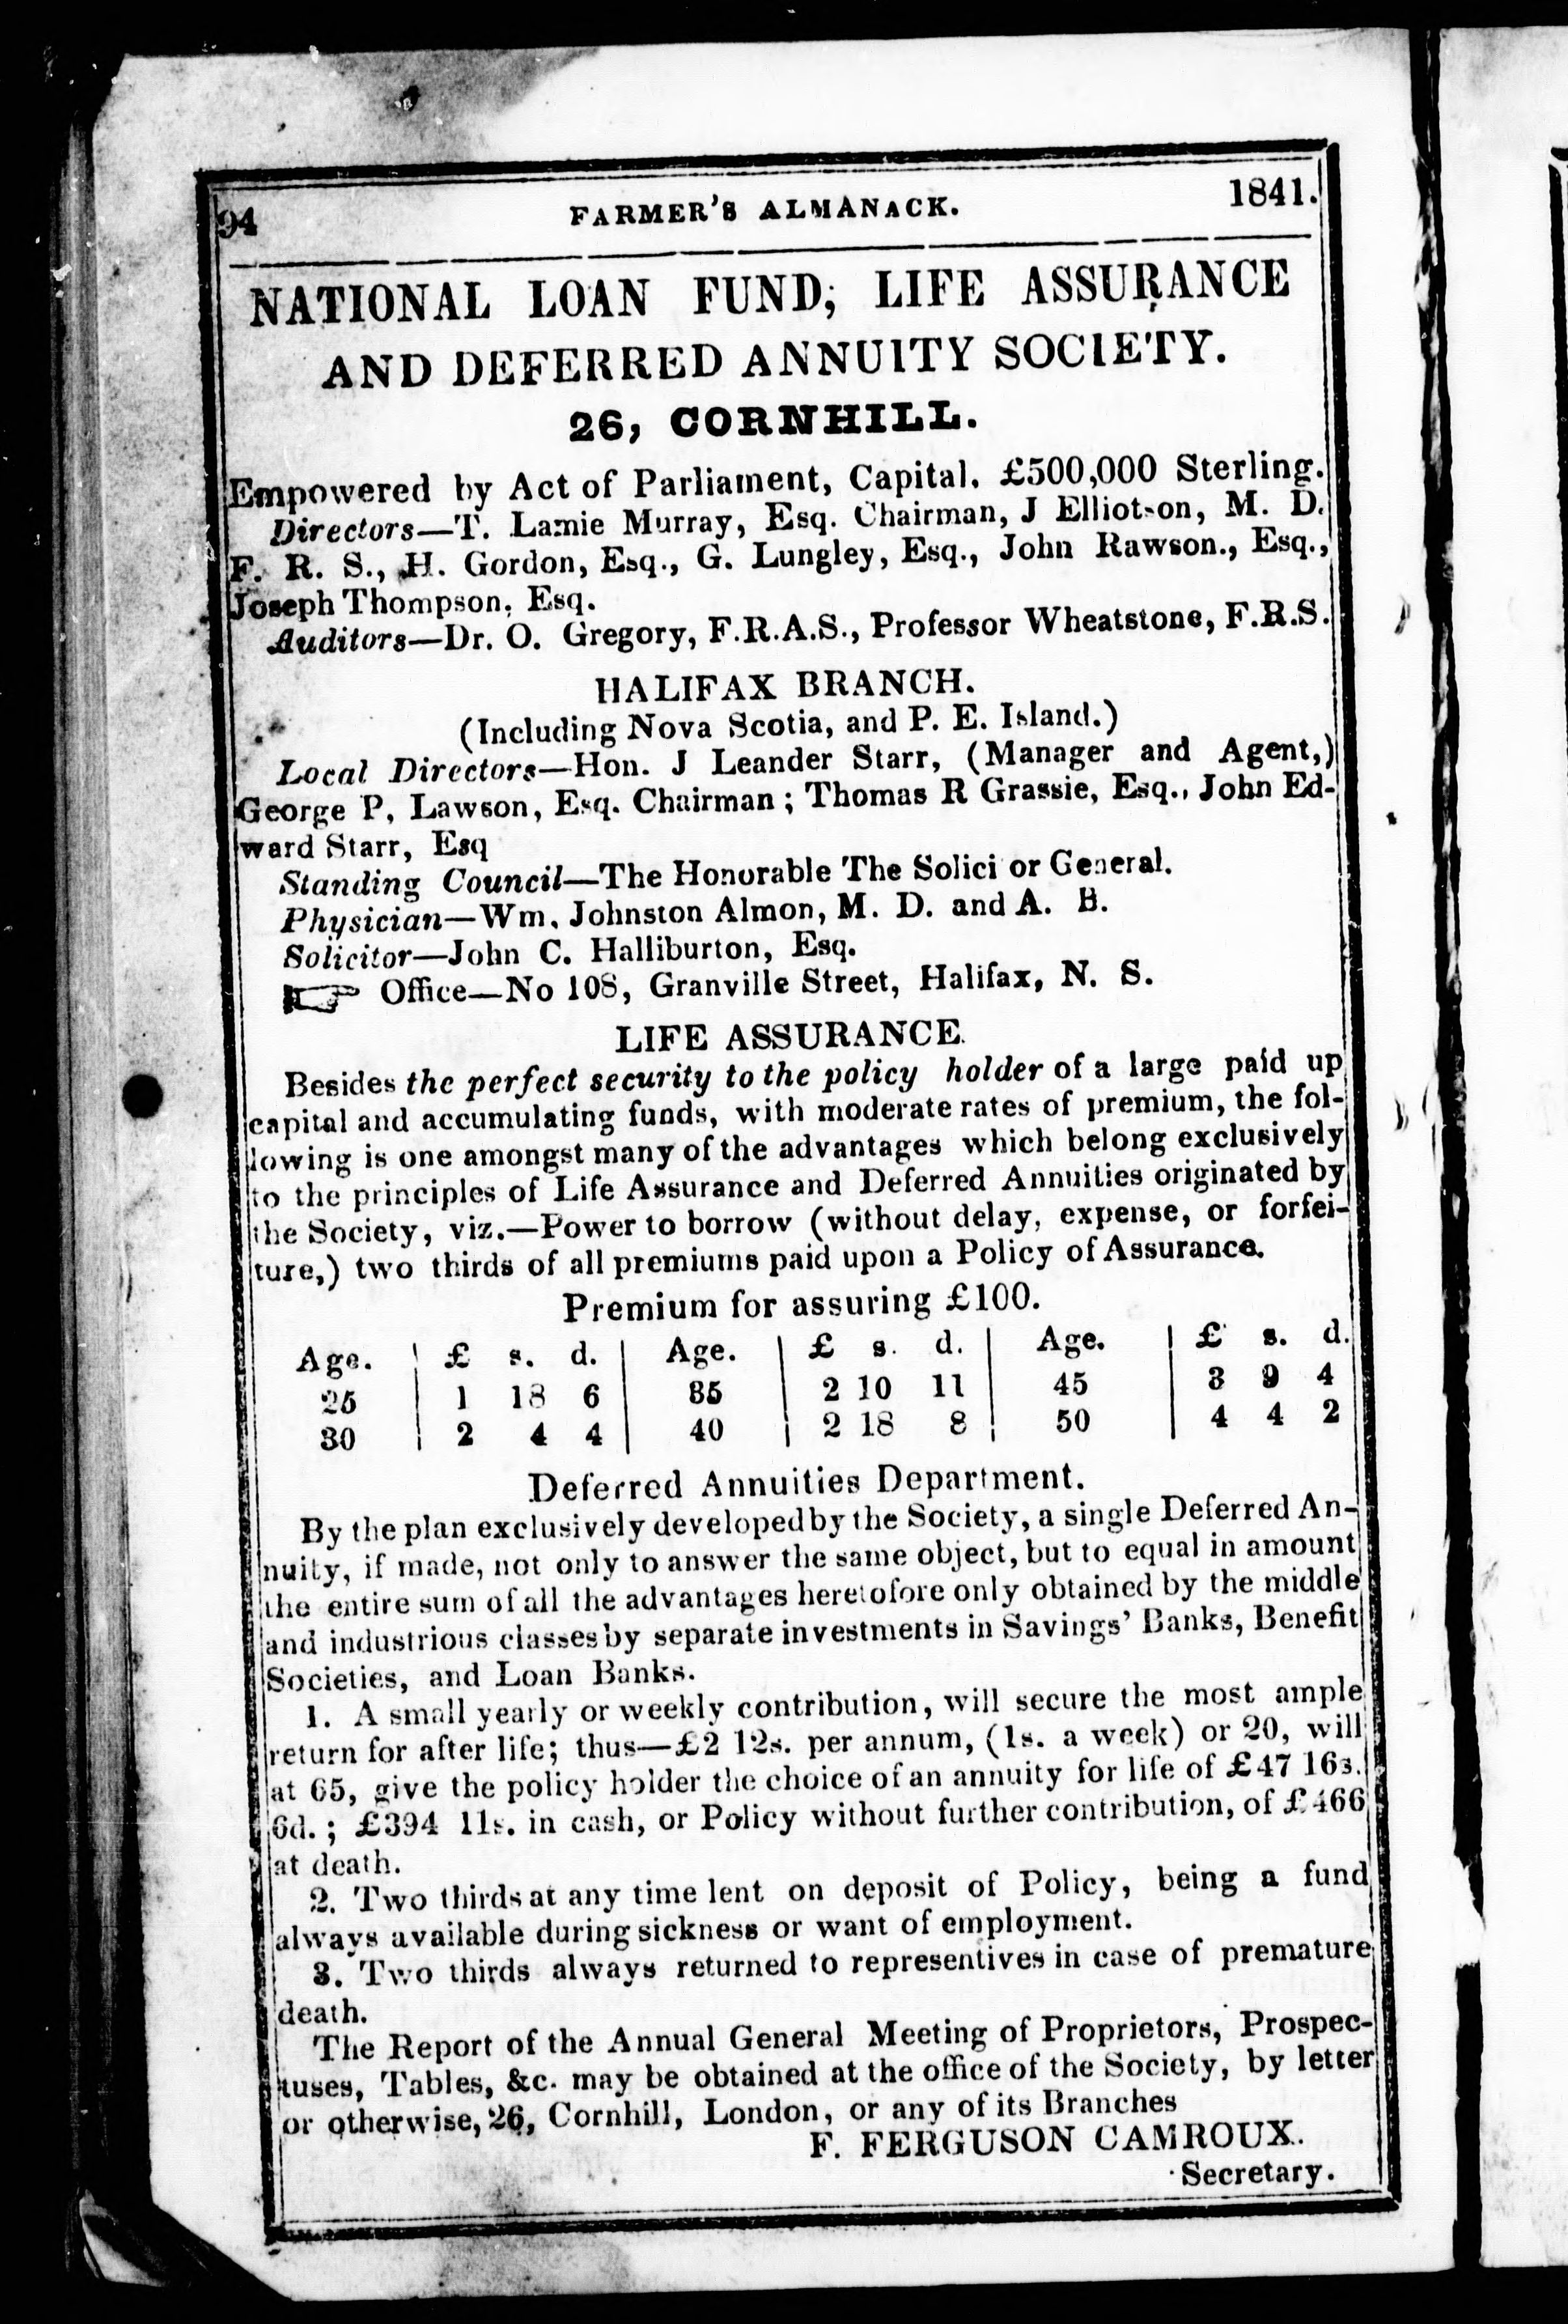 94 FARMER'S ALMANACK. 1841.
NATIONAL LOAN FUND; LIFE ASSURANCE
AND DEFERRED ANNUITY SOCIETY.
26, CORNHILL.
Empowered by Act of Parliament, Capital. £500,000 Sterling.
Directors—T. Lamie Murray, Esq. Chairman, J Elliotson, M. D.
F. R. S., H. Gordon, Esq., G. Lungley, Esq., John Rawson., Esq.,
Joseph Thompson, Esq.
Auditors—Dr. O. Gregory, F.R.A.S., Professor Wheatstone, F.R.S.
HALIFAX BRANCH.
(Including Nova Scotia, and P. E. Island.)
Local Directors—Hon. J Leander Starr, (Manager and Agent,)
George P, Lawson, Esq. Chairman; Thomas R Grassie, Esq., John Ed-
ward Starr, Esq
Standing Council—The Honorable The Solici or General.
Physician—Wm. Johnston Almon, M. D. and A. B.
Solicitor—John C. Halliburton, Esq.
☞ Office—No 108, Granville Street, Halifax, N. S.
LIFE ASSURANCE.
Besides the perfect security to the policy holder of a large paid up
capital and accumulating funds, with moderate rates of premium, the fol-
lowing is one amongst many of the advantages which belong exclusively
to the principles of Life Assurance and Deferred Annuities originated by
the Society, viz.—Power to borrow (without delay, expense, or forfei-
ture,) two thirds of all premiums paid upon a Policy of Assurance.
Premium for assuring £100.
Age. | £ s. d. | Age. | £ s. d. | Age. | £ s. d.
25 | 1 18 6 | 35 | 2 10 11 | 45 | 3 9 4
30 | 2 4 4 | 40 | 2 18 8 | 50 | 4 4 2
Deferred Annuities Department.
By the plan exclusively developed by the Society, a single Deferred An-
nuity, if made, not only to answer the same object, but to equal in amount
the entire sum of all the advantages heretofore only obtained by the middle
and industrious classes by separate investments in Savings' Banks, Benefit
Societies, and Loan Banks.
1. A small yearly or weekly contribution, will secure the most ample
return for after life; thus—£2 12s. per annum, (1s. a week) or 20, will
at 65, give the policy holder the choice of an annuity for life of £47 16s.
6d.; £394 11s. in cash, or Policy without further contribution, of £466
at death.
2. Two thirds at any time lent on deposit of Policy, being a fund
always available during sickness or want of employment.
3. Two thirds always returned to representives in case of premature
death.
The Report of the Annual General Meeting of Proprietors, Prospec-
tuses, Tables, &c. may be obtained at the office of the Society, by letter
or otherwise, 26, Cornhill, London, or any of its Branches
F. FERGUSON CAMROUX.
Secretary.